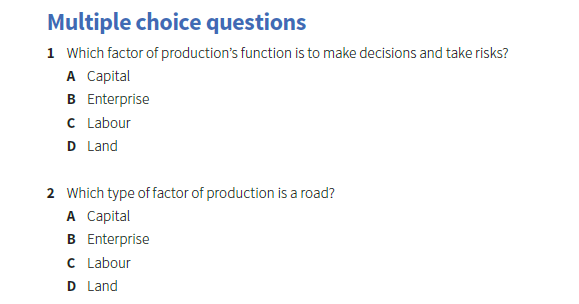 Multiple choice questions
1 Which factor of production's function is to make decisions and take risks?
A Capital
B Enterprise
C Labour
D Land
2 Which type of factor of production is a road?
A Capital
B Enterprise
C Labour
D Land